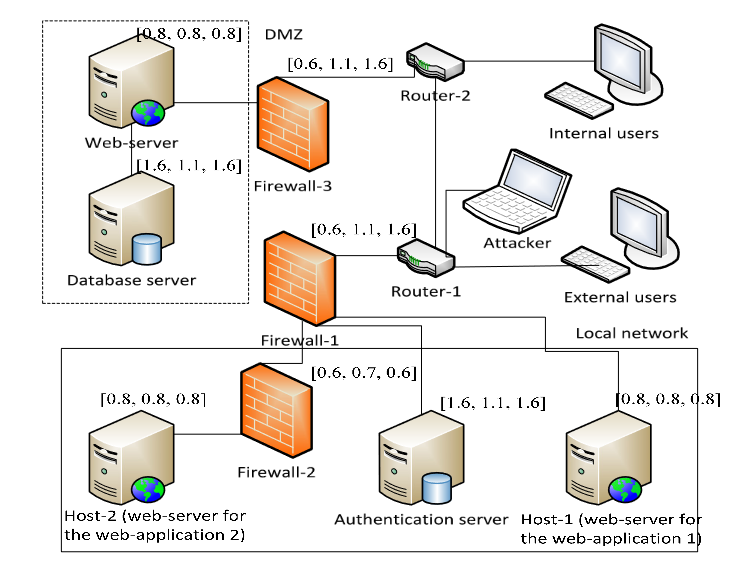 [0.8, 0.8, 0.8]
DMZ
[0.6, 1.1, 1.6]
Router-2
Internal users
Web-server
[1.6, 1.1, 1.6]
Firewall-3
[0.6, 1.1, 1.6]
Attacker
Database server
Router-1
External users
Firewall-1
Local network
[0.6, 0.7, 0.6]
[0.8, 0.8, 0.8]
[1.6, 1.1, 1.6]
[0.8, 0.8, 0.8]
Firewall-2
Host-2 (web-server for
the web-application 2)
Authentication server
Host-1 (web-server for
the web-application 1)